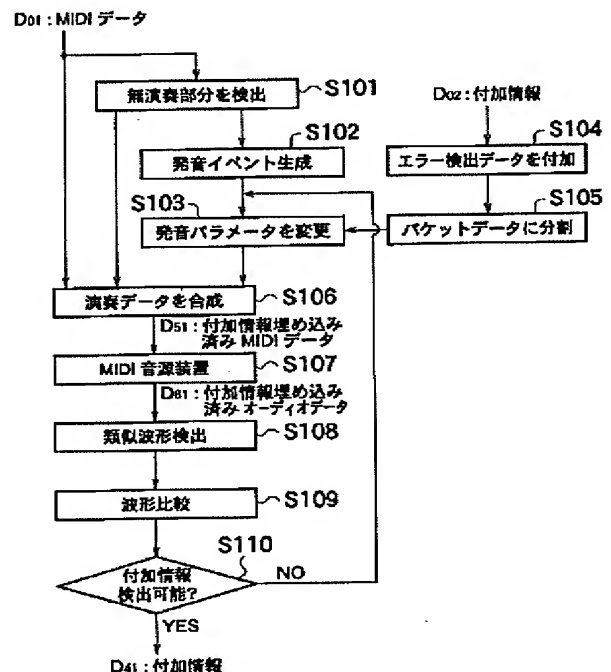 D01 : MIDI データ
無演奏部分を検出
S101
D02 : 付加情報
S102
発音イベント生成
S104
エラー検出データを付加
S103
発音パラメータを変更
S105
パケットデータに分割
演奏データを合成
S106
D51 : 付加情報埋め込み
済み MIDI データ
MIDI 音源装置
S107
D61 : 付加情報埋め込み
済み オーディオデータ
類似波形検出
S108
波形比較
S109
S110
付加情報
検出可能?
NO
YES
D41 : 付加情報